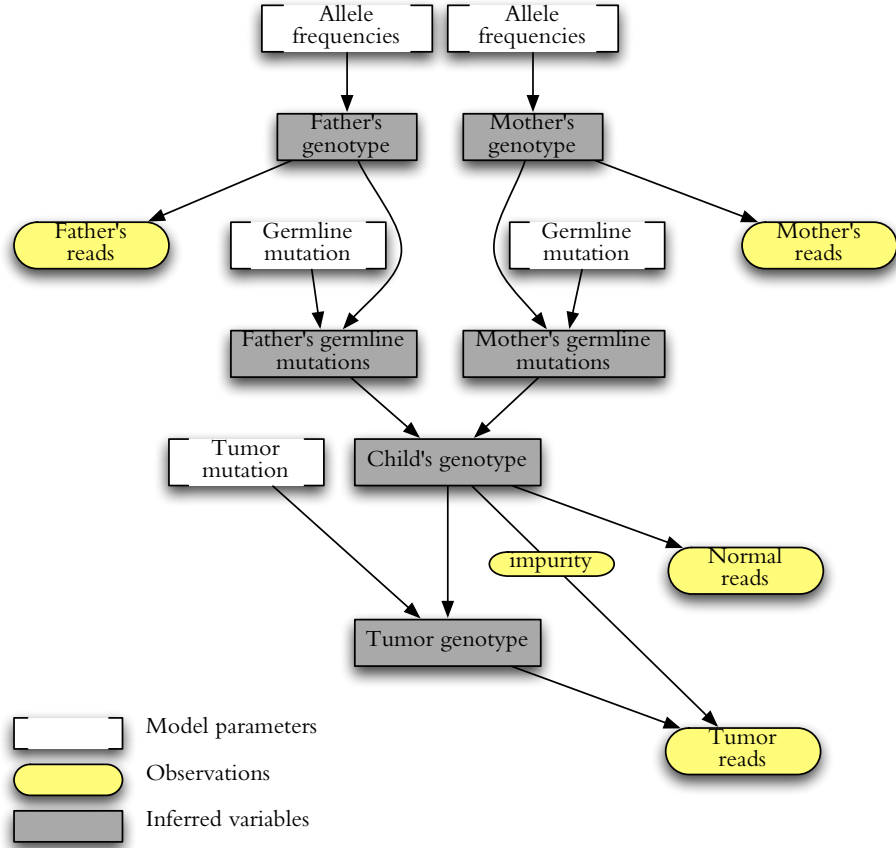 Allele
frequencies
Allele
frequencies
Father's
genotype
Mother's
genotype
Father's
reads
Germline
mutation
Germline
mutation
Mother's
reads
Father's germline
mutations
Mother's germline
mutations
Tumor
mutation
Child's genotype
impurity
Normal
reads
Tumor genotype
Tumor
reads
Model parameters
Observations
Inferred variables